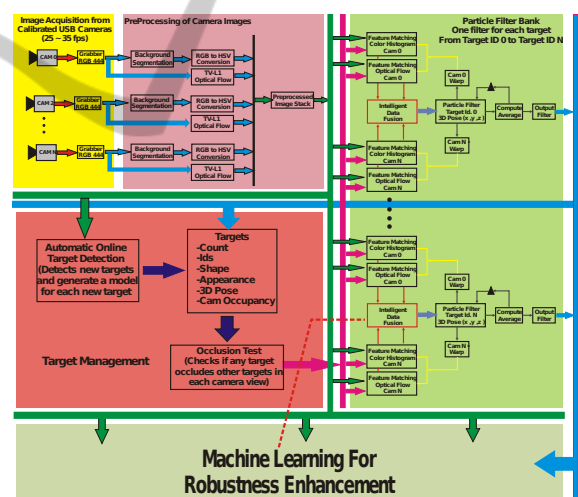 Image Acquisition from
Calibrated USB Cameras
(25 – 35 fps)
CAM 0
Grabber
RGB 444
CAM 2
Grabber
RGB 444
CAM N
Grabber
RGB 444
PreProcessing of Camera Images
Background
Segmentation
RGB to HSV
Conversion
TV-L1
Optical Flow
Background
Segmentation
RGB to HSV
Conversion
TV-L1
Optical Flow
Background
Segmentation
RGB to HSV
Conversion
TV-L1
Optical Flow
Preprocessed
Image Stack
Particle Filter Bank
One filter for each target
From Target ID 0 to Target ID N
Feature Matching
Color Histogram
Cam 0
Feature Matching
Optical Flow
Cam 0
Intelligent
Data
Fusion
Feature Matching
Color Histogram
Cam N
Feature Matching
Optical Flow
Cam N
Cam 0
Warp
Particle Filter
Target Id. 0
3D Pose (x ,y ,z )
Cam N
Warp
Compute
Average
Output
Filter
Feature Matching
Color Histogram
Cam 0
Feature Matching
Optical Flow
Cam 0
Intelligent
Data
Fusion
Feature Matching
Color Histogram
Cam N
Feature Matching
Optical Flow
Cam N
Cam 0
Warp
Particle Filter
Target Id. N
3D Pose (x ,y ,z )
Cam N
Warp
Compute
Average
Output
Filter
Automatic Online
Target Detection
(Detects new targets
and generate a model
for each new target
Targets
-Count
-Ids
-Shape
-Appearance
-3D Pose
-Cam Occupancy
Occlusion Test
(Checks if any target
occludes other targets in
each camera view)
Target Management
Machine Learning For
Robustness Enhancement